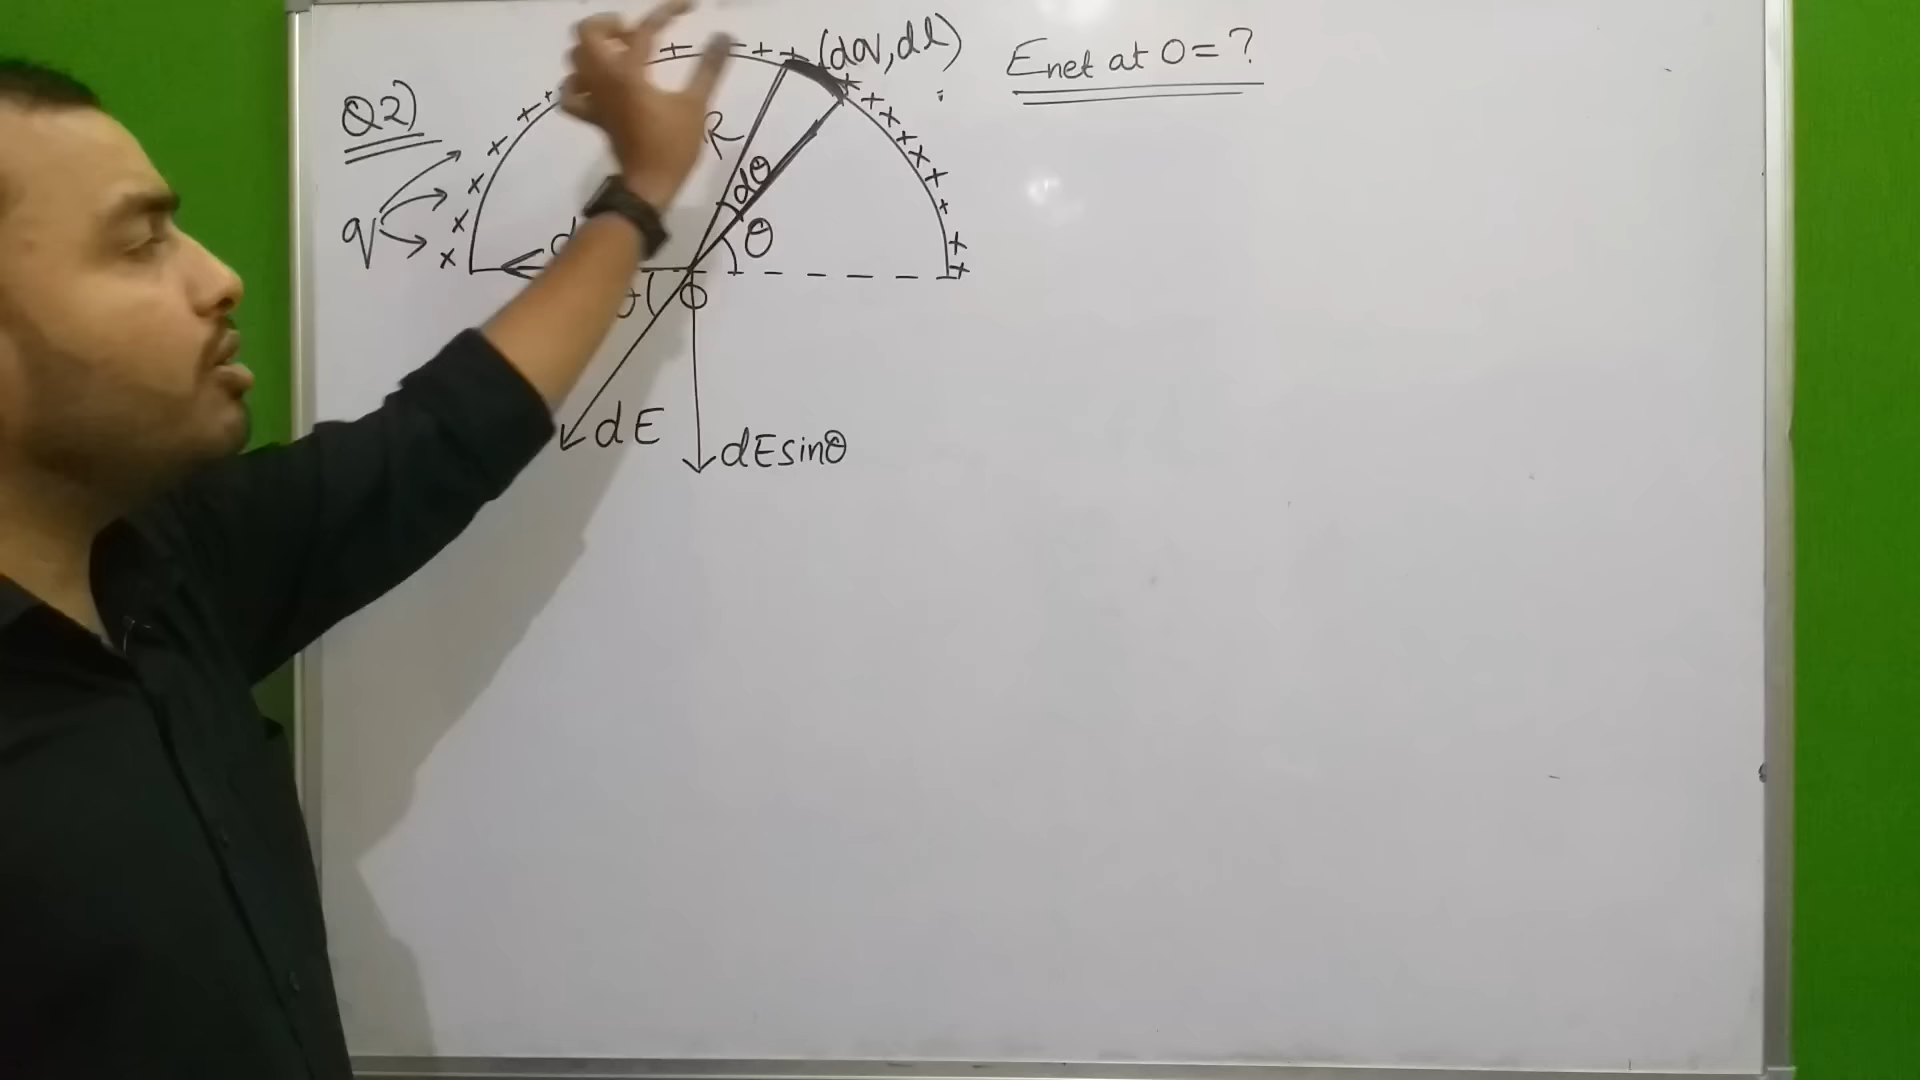 Q2)
q
+ + + (dq, dl)
Enet at O = ?
R
dθ
θ
O
dE
dEsinθ